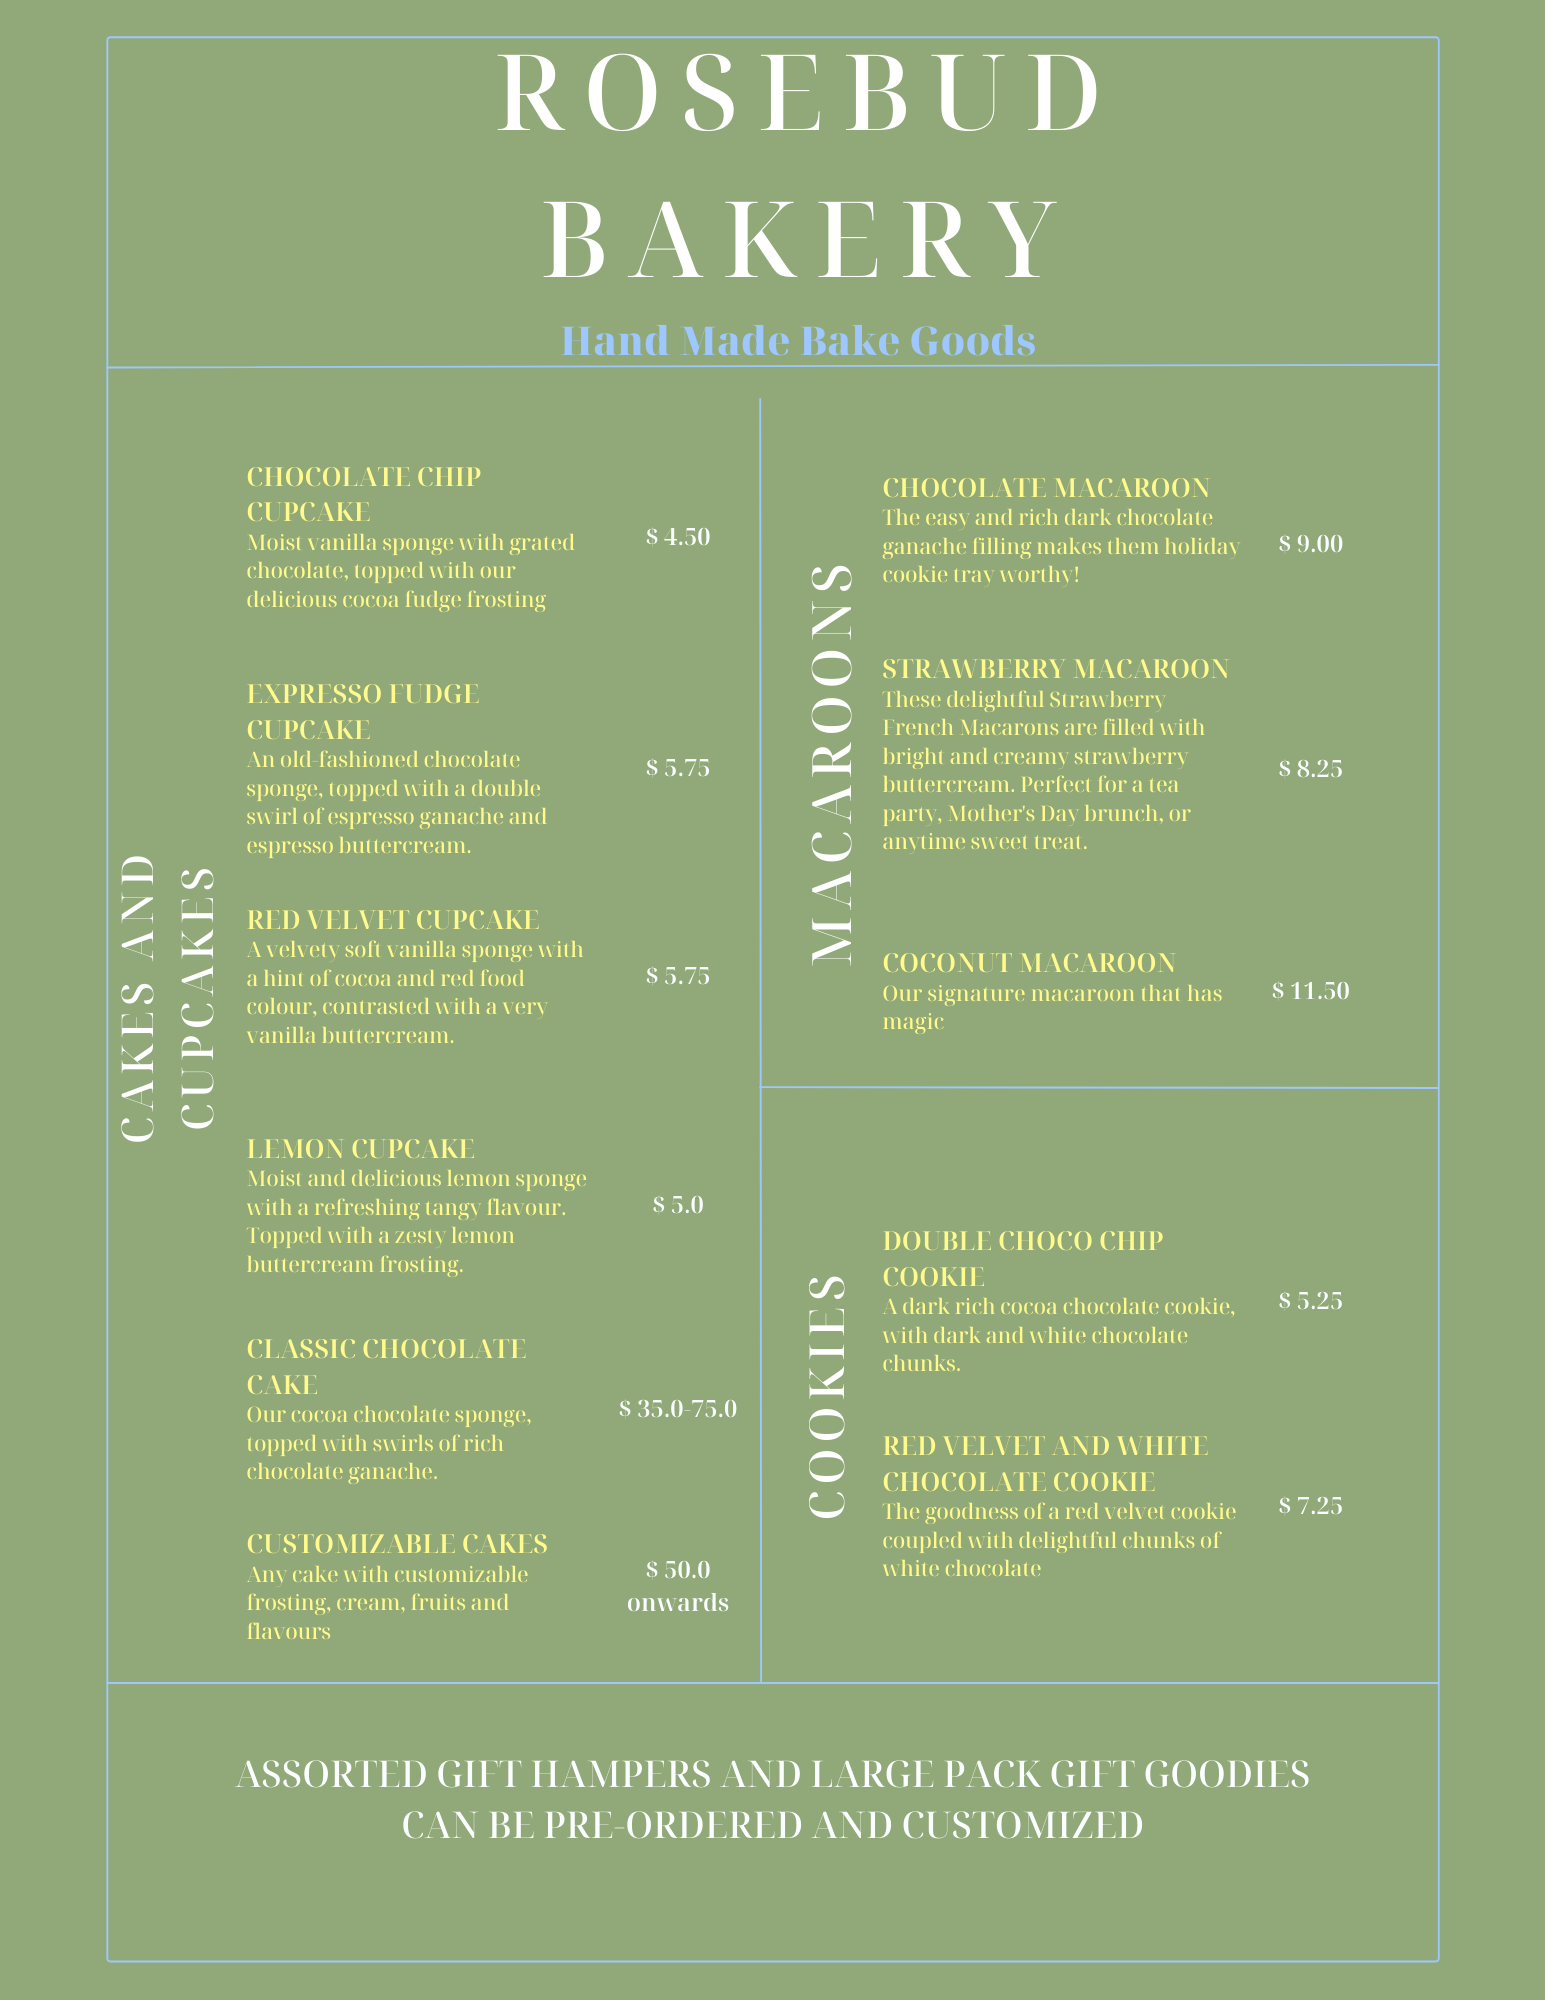 ROSEBUD
BAKERY
Hand Made Bake Goods
CAKES AND
CUPCAKES
CHOCOLATE CHIP
CUPCAKE
Moist vanilla sponge with grated
chocolate, topped with our
delicious cocoa fudge frosting
$ 4.50
EXPRESSO FUDGE
CUPCAKE
An old-fashioned chocolate
sponge, topped with a double
swirl of espresso ganache and
espresso buttercream.
$ 5.75
RED VELVET CUPCAKE
A velvety soft vanilla sponge with
a hint of cocoa and red food
colour, contrasted with a very
vanilla buttercream.
$ 5.75
LEMON CUPCAKE
Moist and delicious lemon sponge
with a refreshing tangy flavour.
Topped with a zesty lemon
buttercream frosting.
$ 5.0
CLASSIC CHOCOLATE
CAKE
Our cocoa chocolate sponge,
topped with swirls of rich
chocolate ganache.
$ 35.0-75.0
CUSTOMIZABLE CAKES
Any cake with customizable
frosting, cream, fruits and
flavours
$ 50.0
onwards
MACAROONS
CHOCOLATE MACAROON
The easy and rich dark chocolate
ganache filling makes them holiday
cookie tray worthy!
$ 9.00
STRAWBERRY MACAROON
These delightful Strawberry
French Macarons are filled with
bright and creamy strawberry
buttercream. Perfect for a tea
party, Mother's Day brunch, or
anytime sweet treat.
$ 8.25
COCONUT MACAROON
Our signature macaroon that has
magic
$ 11.50
COOKIES
DOUBLE CHOCO CHIP
COOKIE
A dark rich cocoa chocolate cookie,
with dark and white chocolate
chunks.
$ 5.25
RED VELVET AND WHITE
CHOCOLATE COOKIE
The goodness of a red velvet cookie
coupled with delightful chunks of
white chocolate
$ 7.25
ASSORTED GIFT HAMPERS AND LARGE PACK GIFT GOODIES
CAN BE PRE-ORDERED AND CUSTOMIZED